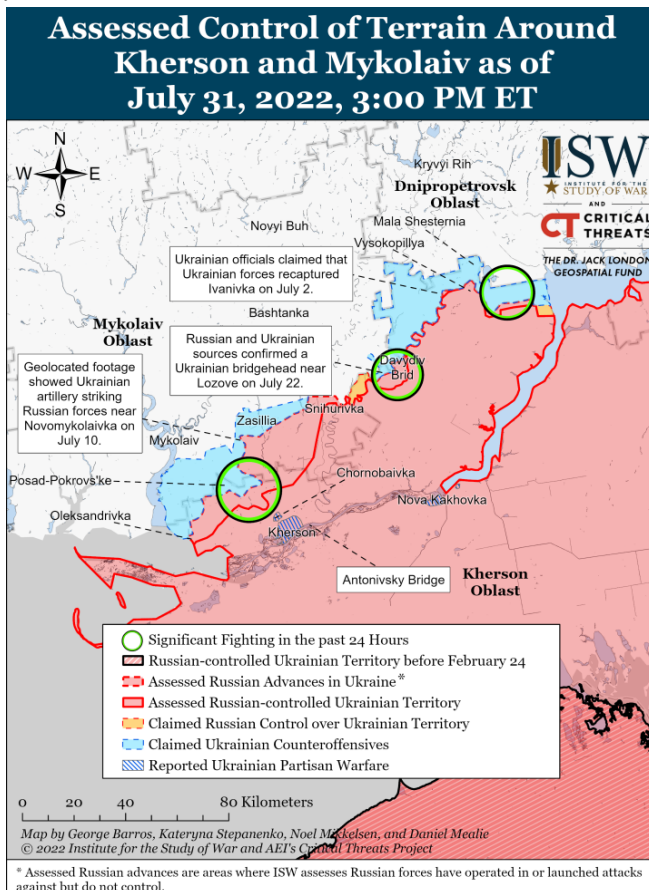 Assessed Control of Terrain Around
Kherson and Mykolaiv as of
July 31, 2022, 3:00 PM ET
N
W
E
S
ISW
INSTITUTE FOR THE
STUDY OF WAR
AND
CT CRITICAL
THREATS
THE DR. JACK LONDON
GEOSPATIAL FUND
Kryvyi Rih
Dnipropetrovsk
Oblast
Mala Shesternia
Novyi Buh
Vysokopillya
Ukrainian officials claimed that
Ukrainian forces recaptured
Ivanivka on July 2.
Bashtanka
Mykolaiv
Oblast
Russian and Ukrainian
sources confirmed a
Ukrainian bridgehead near
Lozove on July 22.
Davydiv
Brid
Geolocated footage
showed Ukrainian
artillery striking
Russian forces near
Novomykolaivka on
July 10.
Snihurivka
Zasillia
Mykolaiv
Posad-Pokrovs'ke
Chornobaivka
Nova Kakhovka
Oleksandrivka
Kherson
Antonivsky Bridge
Kherson
Oblast
Significant Fighting in the past 24 Hours
Russian-controlled Ukrainian Territory before February 24
Assessed Russian Advances in Ukraine*
Assessed Russian-controlled Ukrainian Territory
Claimed Russian Control over Ukrainian Territory
Claimed Ukrainian Counteroffensives
Reported Ukrainian Partisan Warfare
0 20 40 80 Kilometers
Map by George Barros, Kateryna Stepanenko, Noel Mikkelsen, and Daniel Mealie
© 2022 Institute for the Study of War and AEI's Critical Threats Project
* Assessed Russian advances are areas where ISW assesses Russian forces have operated in or launched attacks
against but do not control.